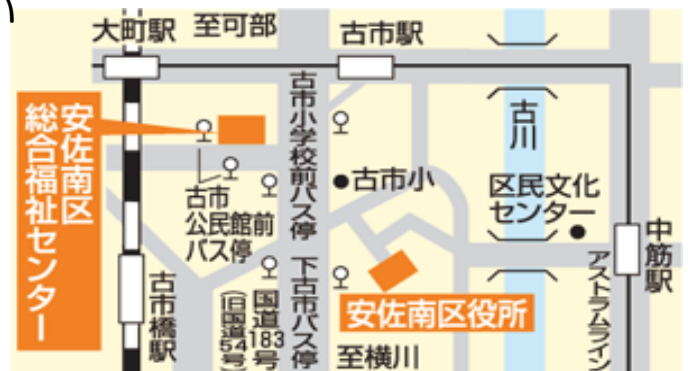 大町駅
至可部
古市駅
安佐南区
総合福祉センター
古市小学校前バス停
古川
古市小
区民文化
センター
古市
公民館前
バス停
中筋駅
アストラムライン
古市橋駅
国道183号
(旧国道54号)
下古市バス停
安佐南区役所
至横川